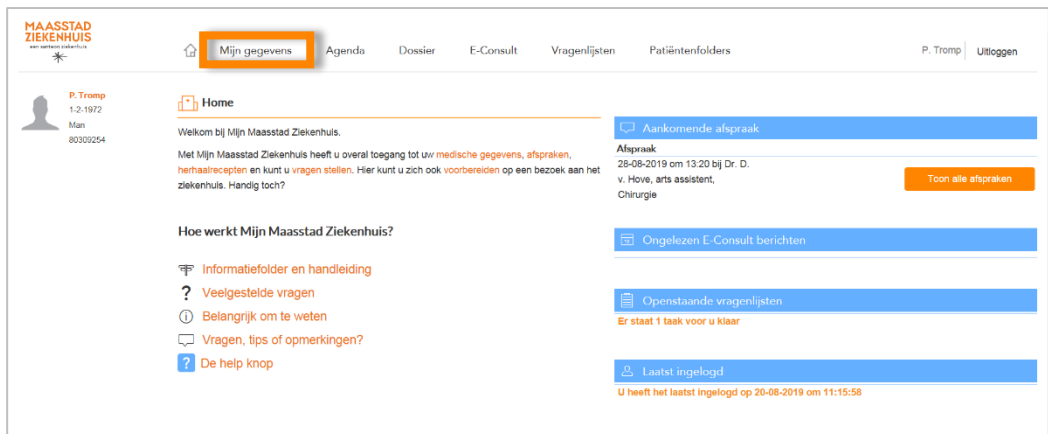 MAASSTAD
ZIEKENHUIS
een santeon ziekenhuis
Mijn gegevens
Agenda
Dossier
E-Consult
Vragenlijsten
Patiëntenfolders
P. Tromp
Uitloggen
P. Tromp
1-2-1972
Man
80309254
Home
Welkom bij Mijn Maasstad Ziekenhuis.
Met Mijn Maasstad Ziekenhuis heeft u overal toegang tot uw medische gegevens, afspraken,
herhaalrecepten en kunt u vragen stellen. Hier kunt u zich ook voorbereiden op een bezoek aan het
ziekenhuis. Handig toch?
Hoe werkt Mijn Maasstad Ziekenhuis?
Informatiefolder en handleiding
? Veelgestelde vragen
Belangrijk om te weten
Vragen, tips of opmerkingen?
? De help knop
Aankomende afspraak
Afspraak
28-08-2019 om 13:20 bij Dr. D.
v. Hove, arts assistent,
Chirurgie
Toon alle afspraken
Ongelezen E-Consult berichten
Openstaande vragenlijsten
Er staat 1 taak voor u klaar
Laatst ingelogd
U heeft het laatst ingelogd op 20-08-2019 om 11:15:58